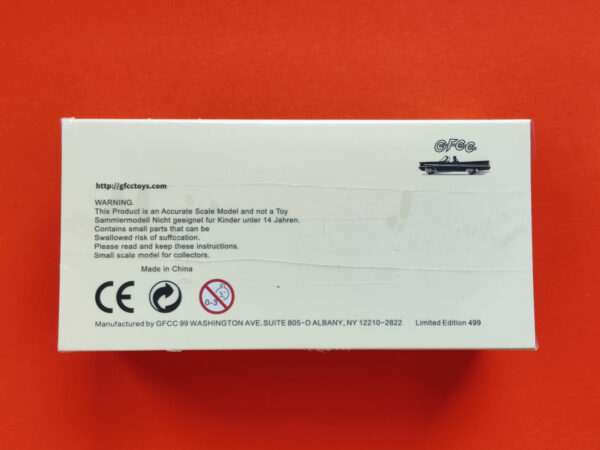 GFCC
http://gfcctoys.com
WARNING.
This Product is an Accurate Scale Model and not a Toy
Sammlermodell Nicht geeignet fur Kinder unter 14 Jahren.
Contains small parts that can be
Swallowed risk of suffocation.
Please read and keep these instructions.
Small scale model for collectors.
Made in China
CE
0-3
Manufactured by GFCC 99 WASHINGTON AVE.SUITE 805-D ALBANY, NY 12210-2822 Limited Edition 499